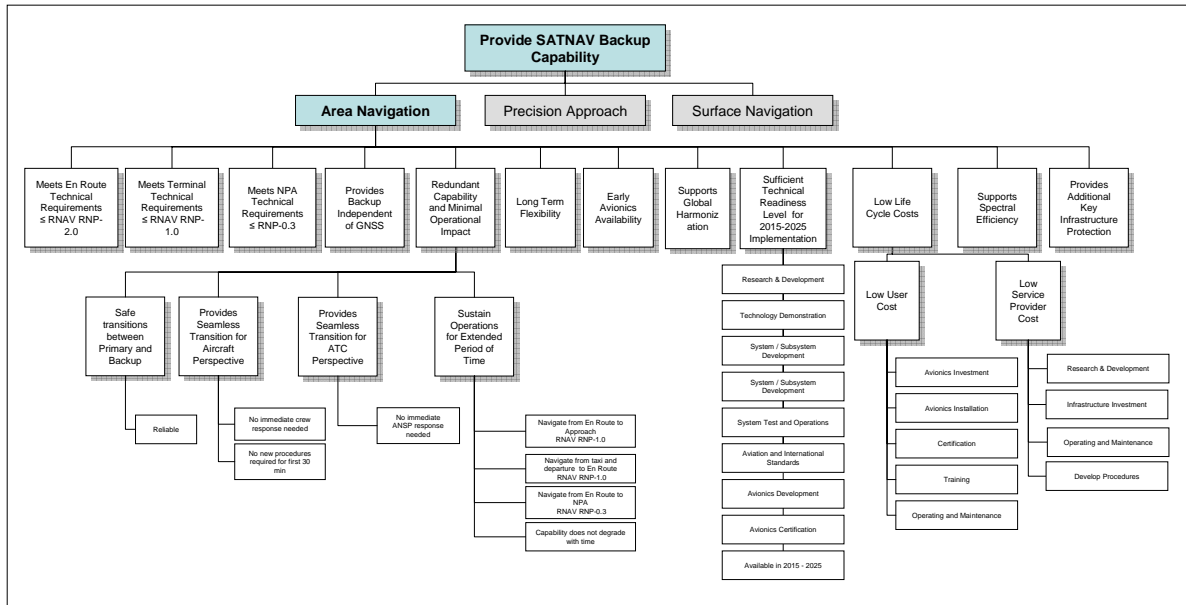 Provide SATNAV Backup
Capability
Area Navigation
Precision Approach
Surface Navigation
Meets En Route
Technical
Requirements
≤ RNAV RNP-
2.0
Meets Terminal
Technical
Requirements
≤ RNAV RNP-
1.0
Meets NPA
Technical
Requirements
≤ RNP-0.3
Provides
Backup
Independent
of GNSS
Redundant
Capability
and Minimal
Operational
Impact
Long Term
Flexibility
Early
Avionics
Availability
Supports
Global
Harmoniz
ation
Sufficient
Technical
Readiness
Level for
2015-2025
Implementation
Low Life
Cycle Costs
Supports
Spectral
Efficiency
Provides
Additional
Key
Infrastructure
Protection
Safe
transitions
between
Primary and
Backup
Provides
Seamless
Transition for
Aircraft
Perspective
Provides
Seamless
Transition for
ATC
Perspective
Sustain
Operations
for Extended
Period of
Time
Reliable
No immediate crew
response needed
No new procedures
required for first 30
min
No immediate
ANSP response
needed
Navigate from En Route to
Approach
RNAV RNP-1.0
Navigate from taxi and
departure to En Route
RNAV RNP-1.0
Navigate from En Route to
NPA
RNAV RNP-0.3
Capability does not degrade
with time
Research & Development
Technology Demonstration
System / Subsystem
Development
System / Subsystem
Development
System Test and Operations
Aviation and International
Standards
Avionics Development
Avionics Certification
Available in 2015 - 2025
Low User
Cost
Low
Service
Provider
Cost
Avionics Investment
Avionics Installation
Certification
Training
Operating and Maintenance
Research & Development
Infrastructure Investment
Operating and Maintenance
Develop Procedures